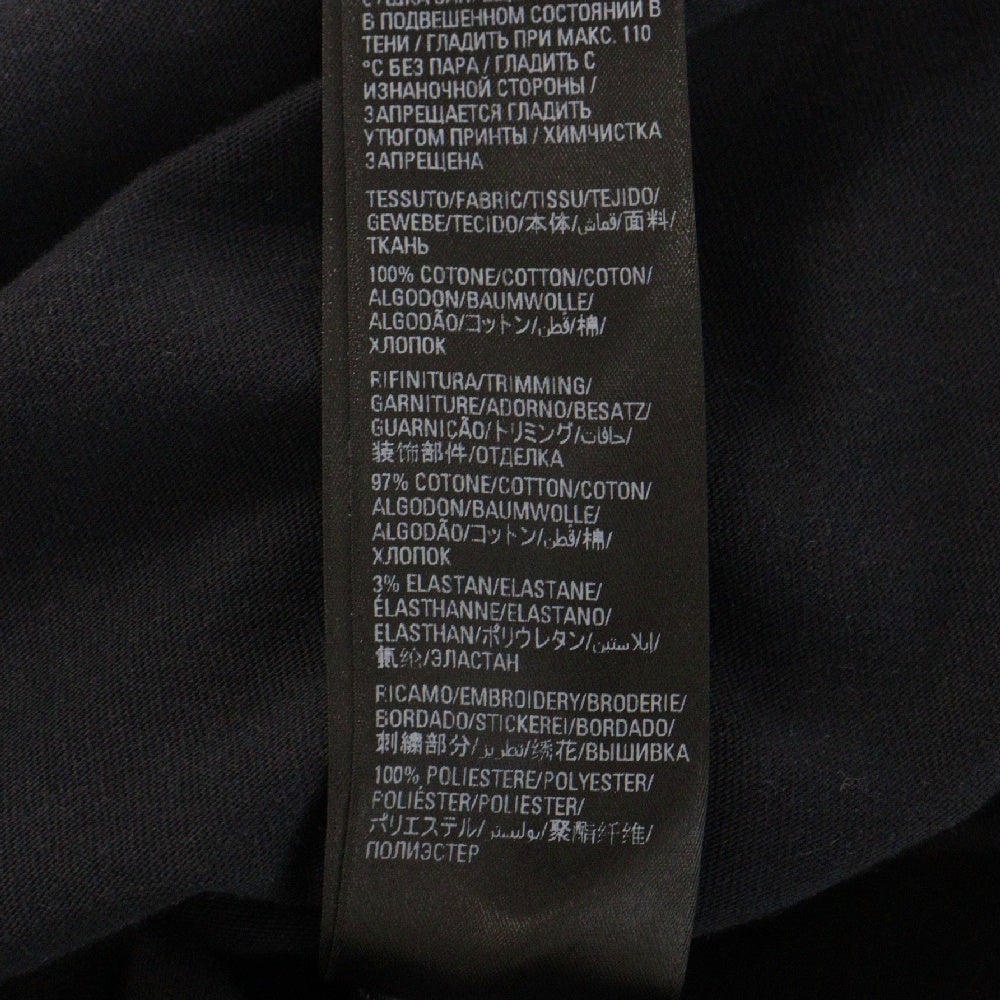 В ПОДВЕШЕННОМ СОСТОЯНИИ В
ТЕНИ / ГЛАДИТЬ ПРИ МАКС. 110
°C БЕЗ ПАРА / ГЛАДИТЬ С
ИЗНАНОЧНОЙ СТОРОНЫ /
ЗАПРЕЩАЕТСЯ ГЛАДИТЬ
УТЮГОМ ПРИНТЫ / ХИМЧИСТКА
ЗАПРЕЩЕНА
TESSUTO/FABRIC/TISSU/TEJIDO/
GEWEBE/TECIDO/本体/قماش/面料/
ТКАНЬ
100% COTONE/COTTON/COTON/
ALGODON/BAUMWOLLE/
ALGODÃO/コットン/قطن/棉/
ХЛОПОК
RIFINITURA/TRIMMING/
GARNITURE/ADORNO/BESATZ/
GUARNIÇÃO/トリミング/حافات/
装饰部件/ОТДЕЛКА
97% COTONE/COTTON/COTON/
ALGODON/BAUMWOLLE/
ALGODÃO/コットン/قطن/棉/
ХЛОПОК
3% ELASTAN/ELASTANE/
ÉLASTHANNE/ELASTANO/
ELASTHAN/ポリウレタン/إيلاستين/
氨纶/ЭЛАСТАН
RICAMO/EMBROIDERY/BRODERIE/
BORDADO/STICKEREI/BORDADO/
刺繍部分/تطريز/绣花/ВЫШИВКА
100% POLIESTERE/POLYESTER/
POLIÉSTER/POLIESTER/
パリエステル/بوليستر/聚酯纤维/
ПОЛИЭСТЕР